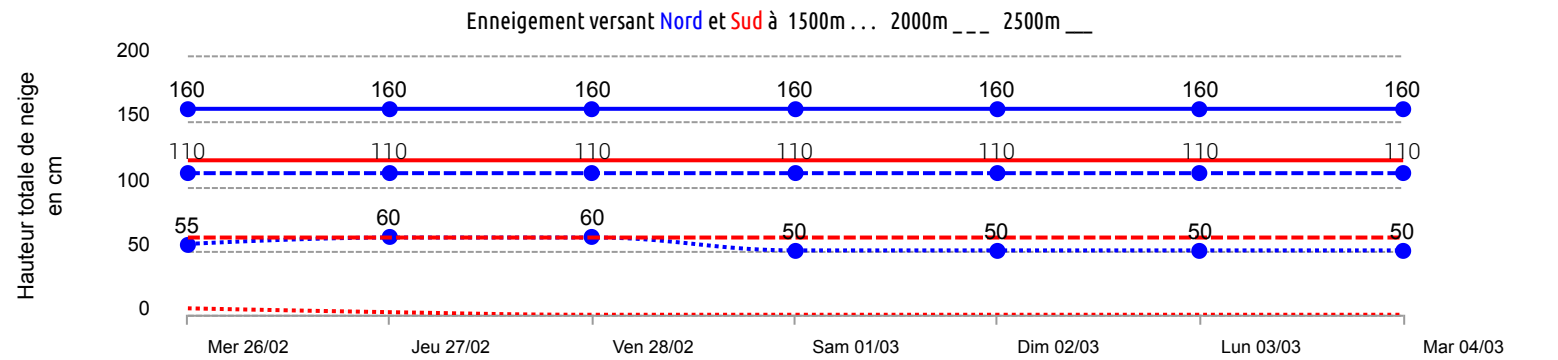 Enneigement versant Nord et Sud à 1500m . . . 2000m _ _ _ 2500m __
Hauteur totale de neige
en cm
200
160 160 160 160 160 160 160
150
110 110 110 110 110 110 110
100
55 60 60 50 50 50 50
50
0
Mer 26/02 Jeu 27/02 Ven 28/02 Sam 01/03 Dim 02/03 Lun 03/03 Mar 04/03